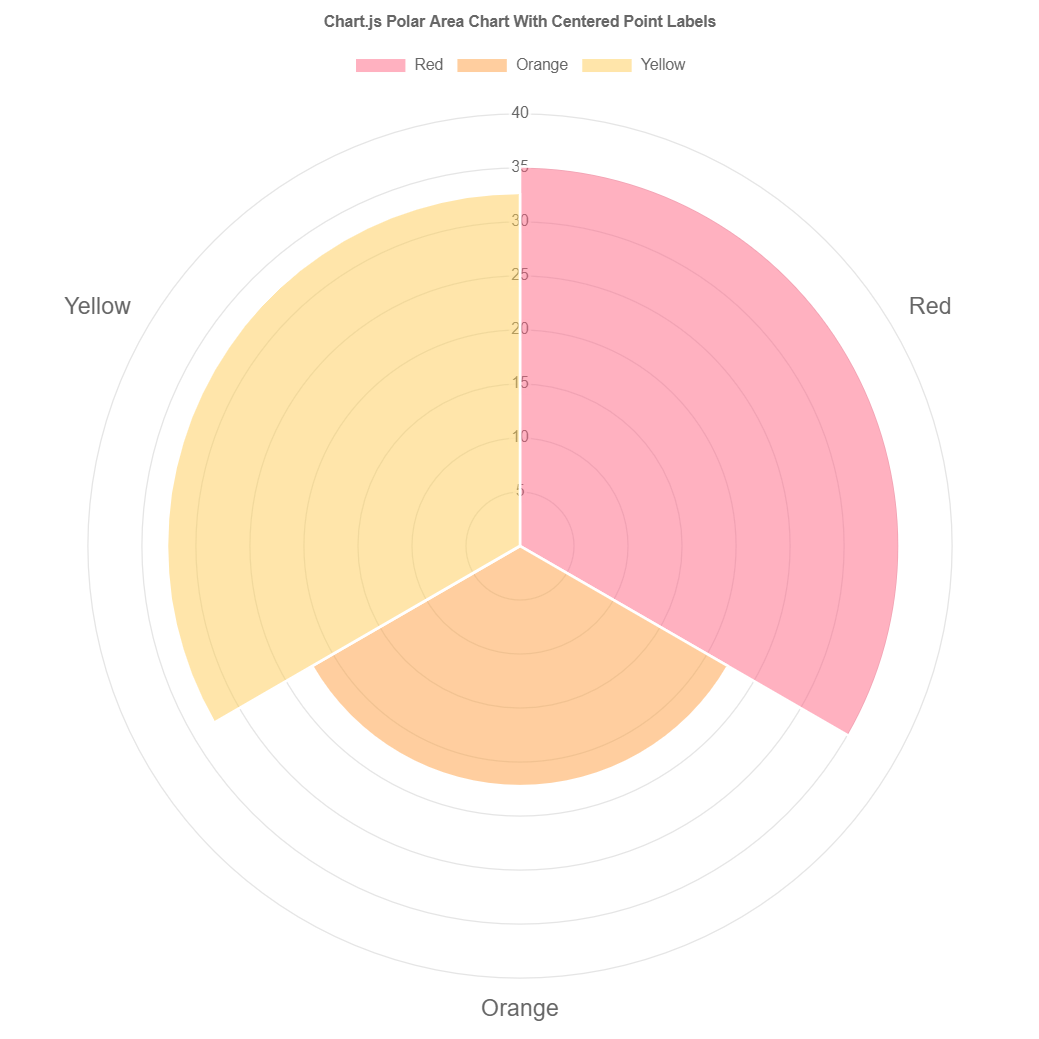 Chart.js Polar Area Chart With Centered Point Labels
Red Orange Yellow
40
35
30
25
20
15
10
5
Yellow
Red
Orange